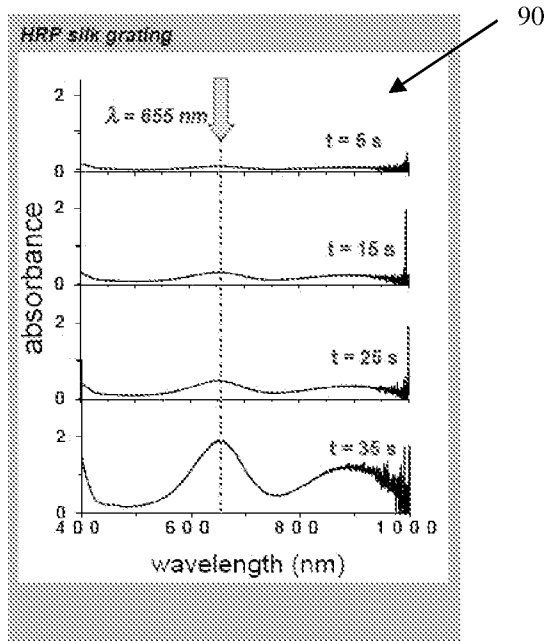 90
HRP silk grating
2
λ = 655 nm
t = 5 s
0
2
t = 15 s
0
2
t = 25 s
0
2
t = 35 s
0
absorbance
400 600 800 1000
wavelength (nm)